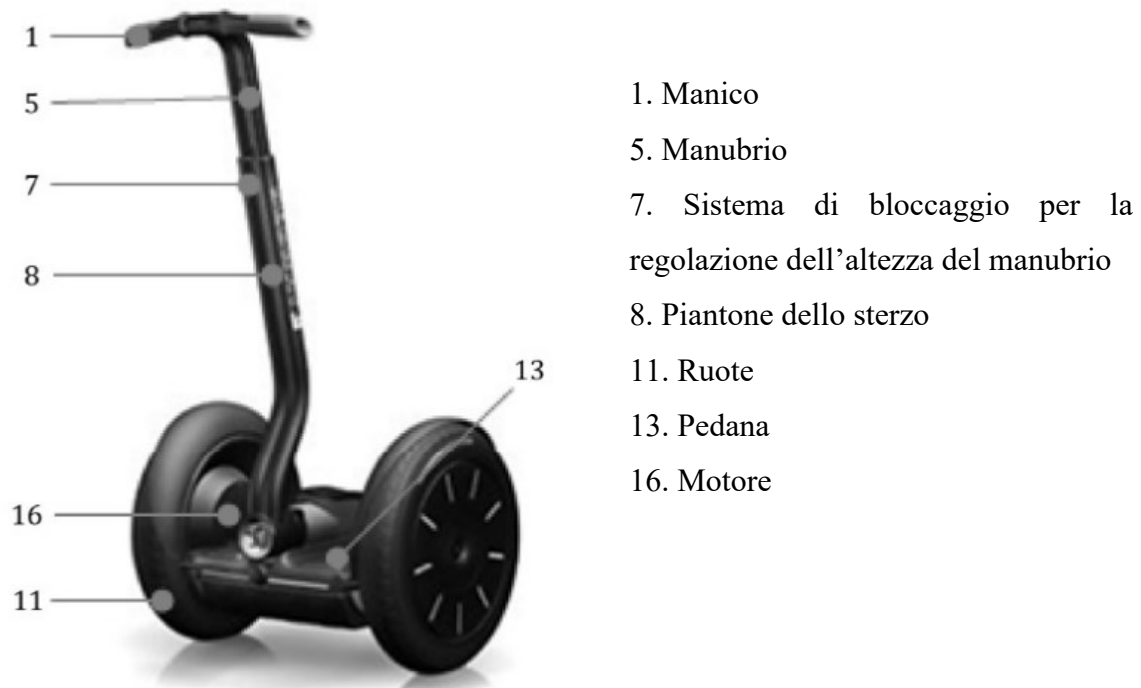 1
5
7
8
13
16
11
1. Manico
5. Manubrio
7. Sistema di bloccaggio per la
regolazione dell’altezza del manubrio
8. Piantone dello sterzo
11. Ruote
13. Pedana
16. Motore